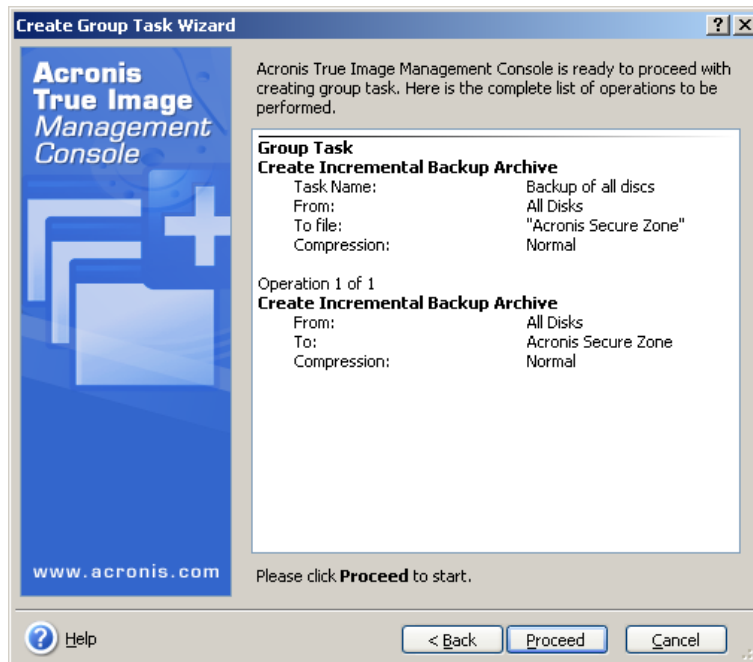 Create Group Task Wizard
Acronis
True Image
Management
Console
www.acronis.com
Acronis True Image Management Console is ready to proceed with
creating group task. Here is the complete list of operations to be
performed.
Group Task
Create Incremental Backup Archive
Task Name: Backup of all discs
From: All Disks
To file: "Acronis Secure Zone"
Compression: Normal
Operation 1 of 1
Create Incremental Backup Archive
From: All Disks
To: Acronis Secure Zone
Compression: Normal
Please click Proceed to start.
? Help
< Back
Proceed
Cancel